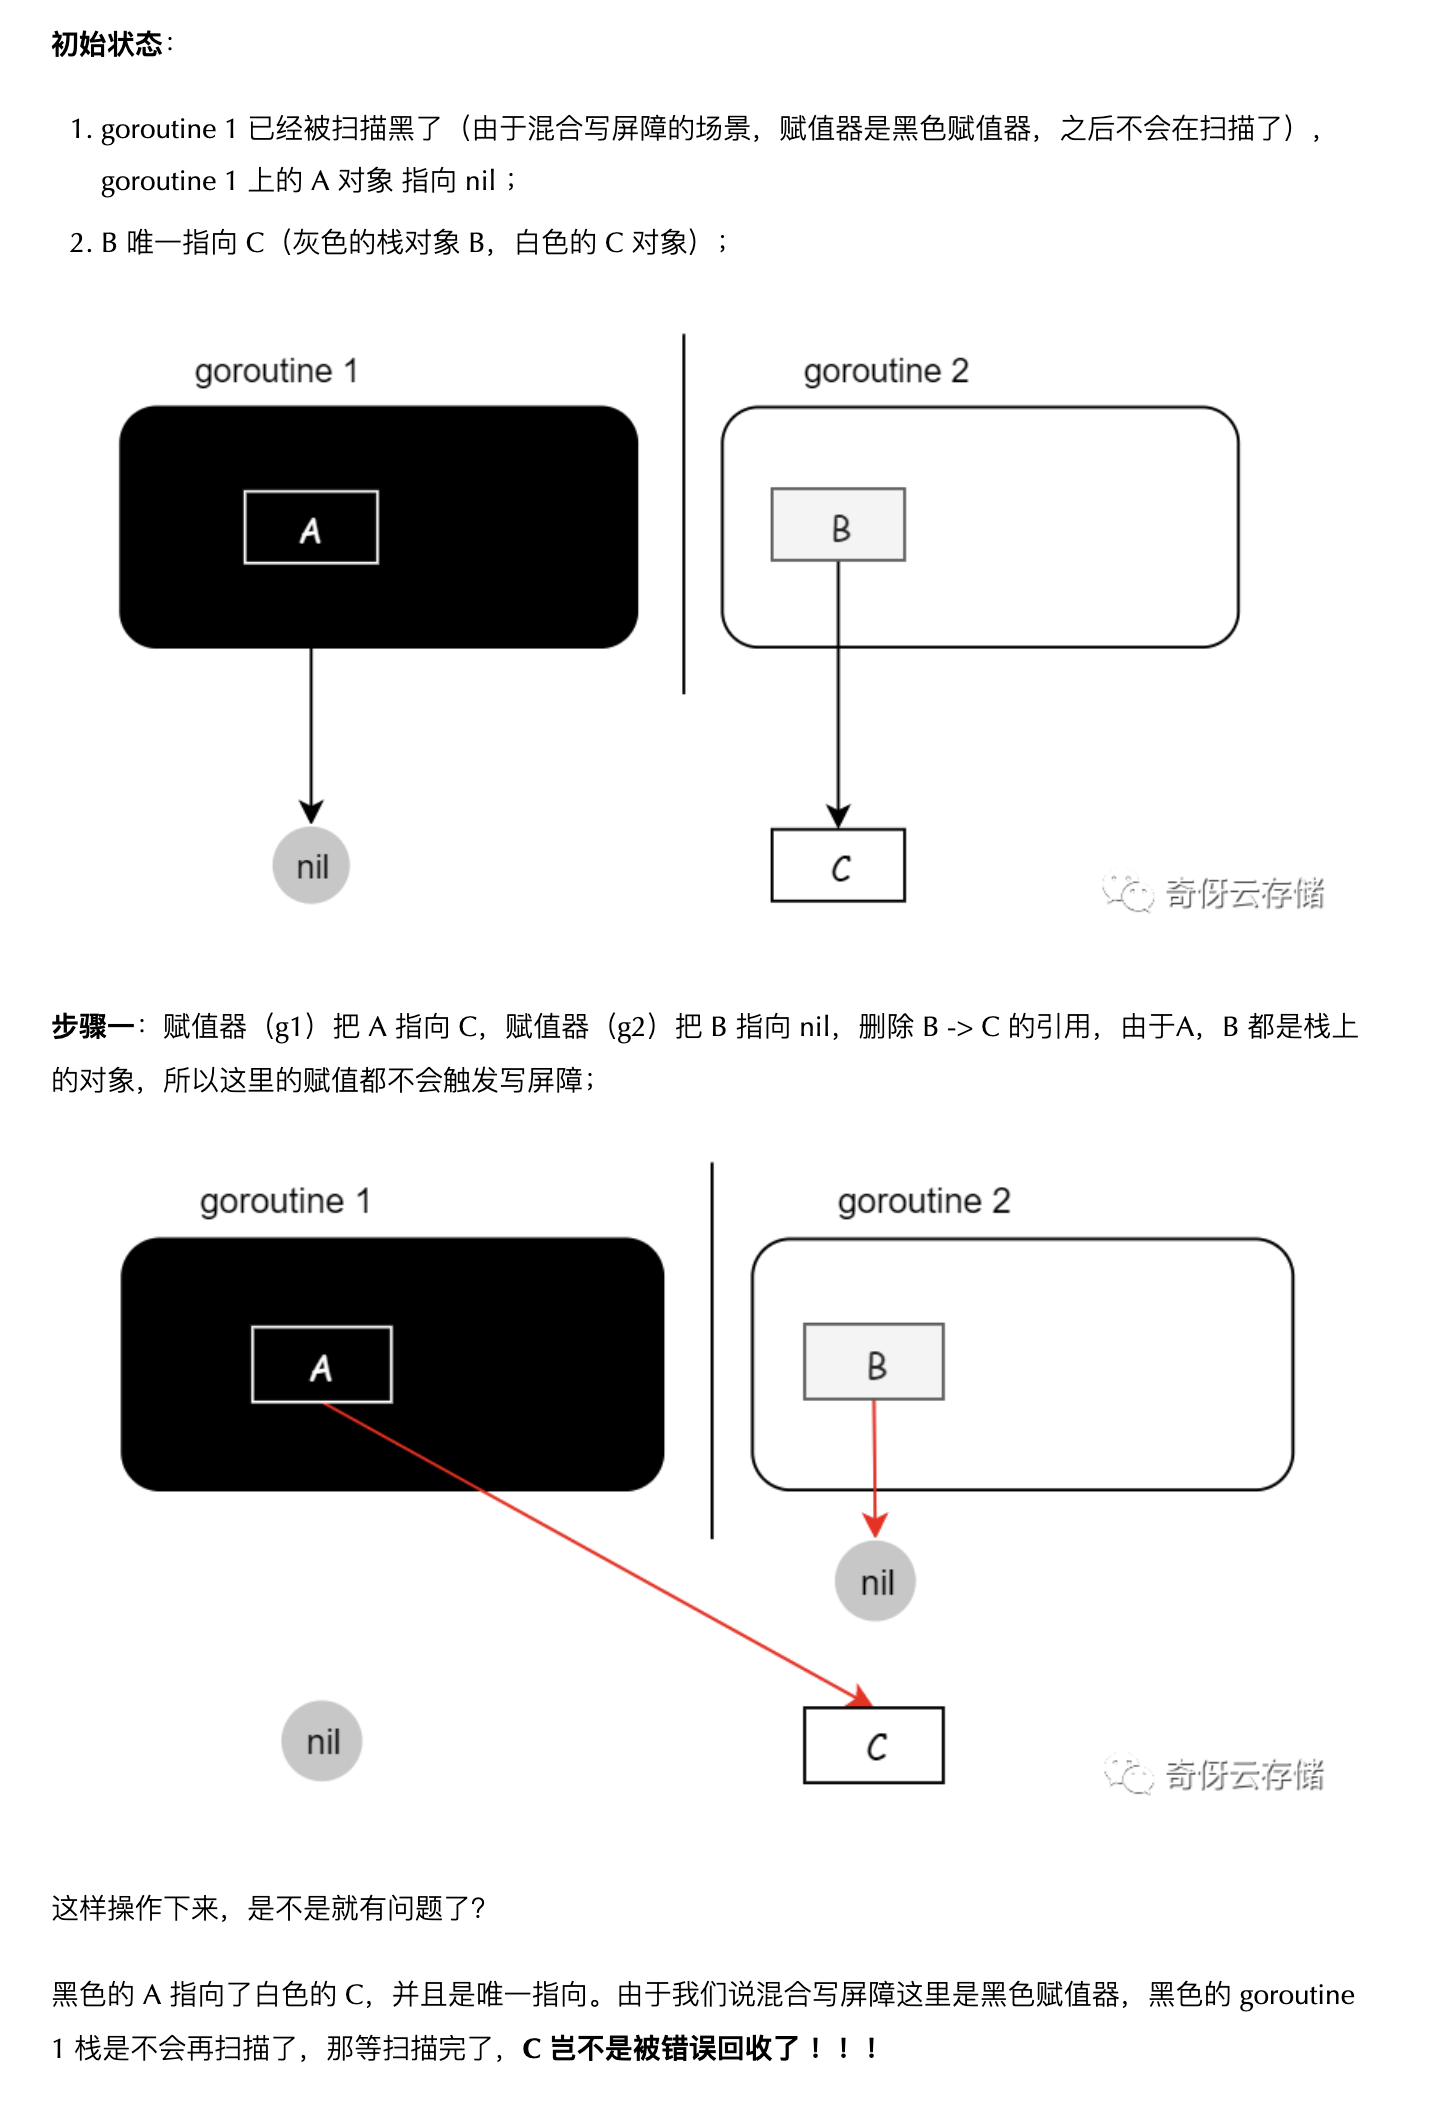 初始状态：
1. goroutine 1 已经被扫描黑了（由于混合写屏障的场景，赋值器是黑色赋值器，之后不会在扫描了），
goroutine 1 上的 A 对象 指向 nil；
2. B 唯一指向 C（灰色的栈对象 B，白色的 C 对象）；
goroutine 1
goroutine 2
A
B
nil
C
奇伢云存储
步骤一：赋值器（g1）把 A 指向 C，赋值器（g2）把 B 指向 nil，删除 B -> C 的引用，由于A，B 都是栈上
的对象，所以这里的赋值都不会触发写屏障；
goroutine 1
goroutine 2
A
B
nil
nil
C
奇伢云存储
这样操作下来，是不是就有问题了？
黑色的 A 指向了白色的 C，并且是唯一指向。由于我们说混合写屏障这里是黑色赋值器，黑色的 goroutine
1 栈是不会再扫描了，那等扫描完了，C 岂不是被错误回收了！！！